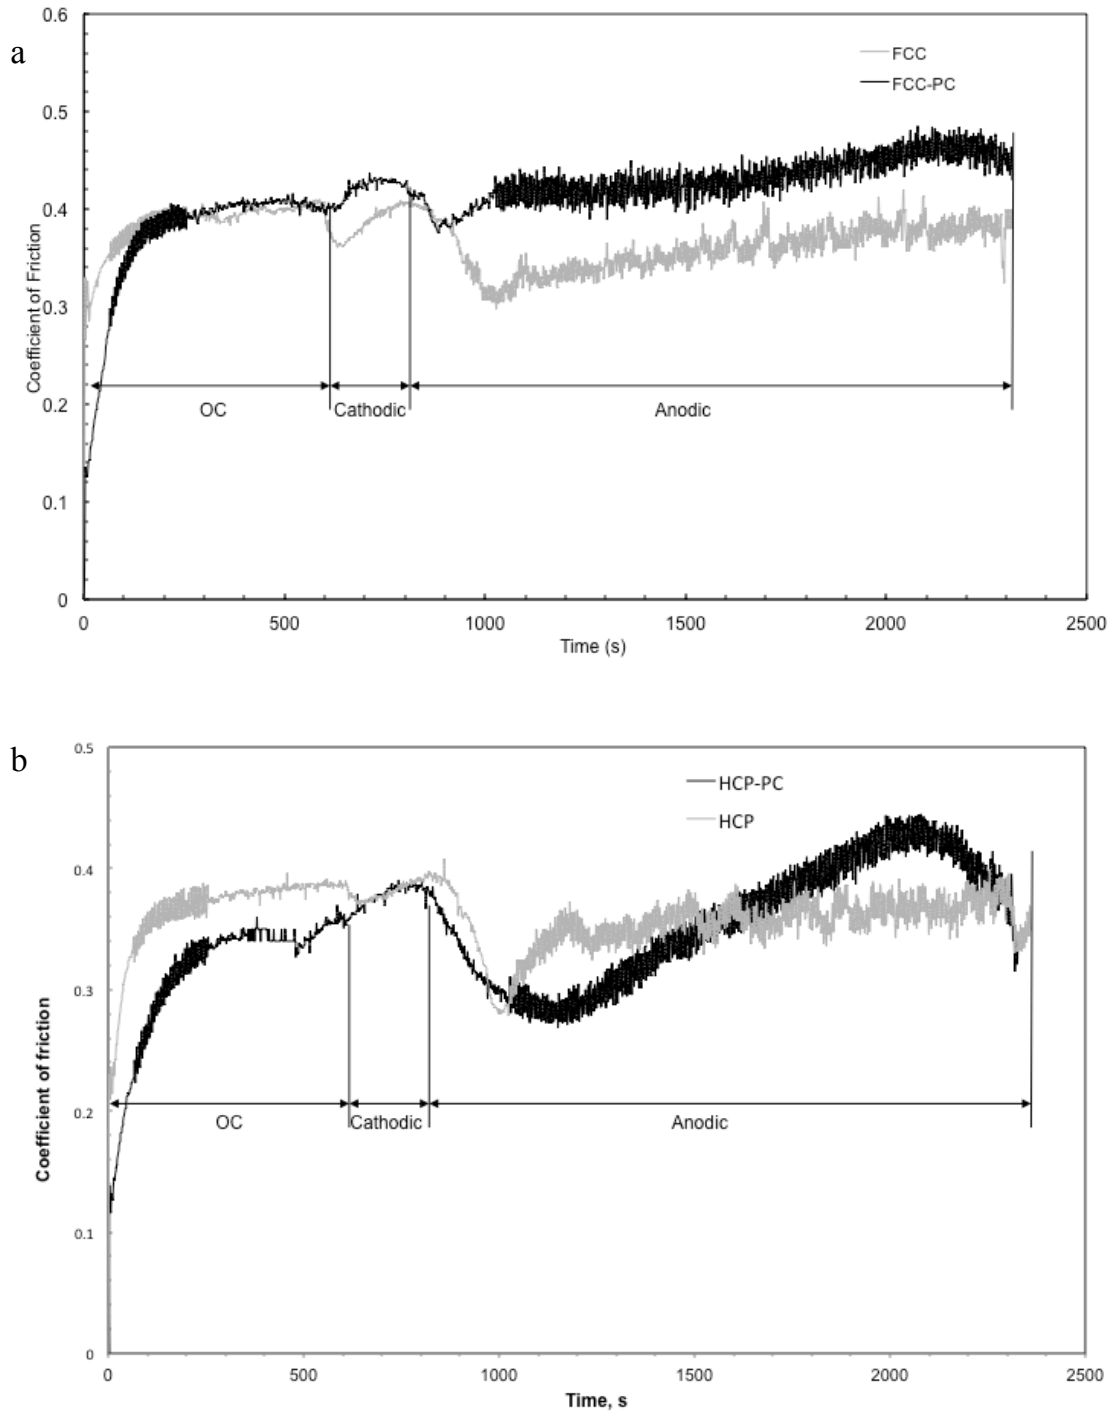 a
0.6
0.5
0.4
0.3
0.2
0.1
0
Coefficient of Friction
FCC
FCC-PC
OC
Cathodic
Anodic
0 500 1000 1500 2000 2500
Time (s)
b
0.5
0.4
0.3
0.2
0.1
0
Coefficient of friction
HCP-PC
HCP
OC
Cathodic
Anodic
0 500 1000 1500 2000 2500
Time, s